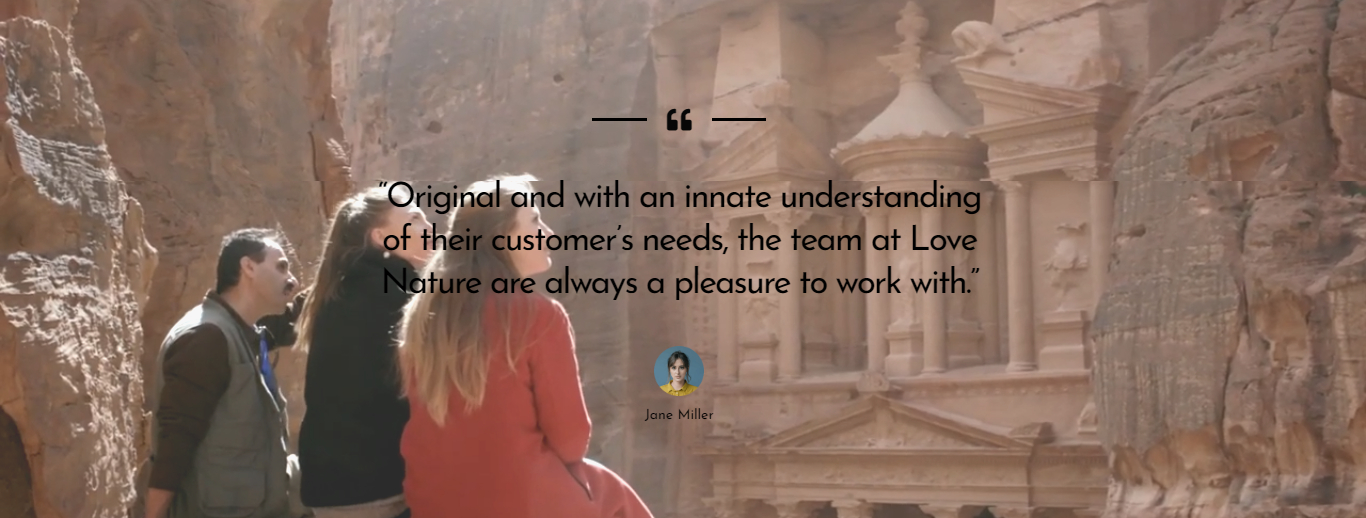 “Original and with an innate understanding
of their customer’s needs, the team at Love
Nature are always a pleasure to work with.”
Jane Miller